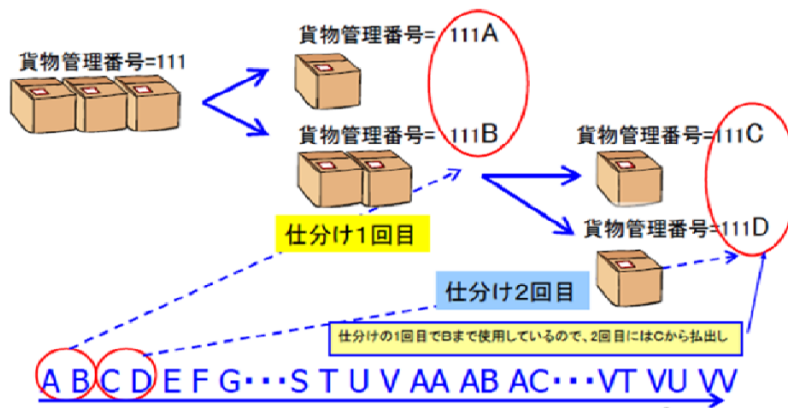 貨物管理番号=111
貨物管理番号= 111A
貨物管理番号= 111B
貨物管理番号=111C
貨物管理番号=111D
仕分け1回目
仕分け2回目
仕分けの1回目でBまで使用しているので、2回目にはCから払出し
A B C D E F G・・・S T U V AA AB AC・・・VT VU VV